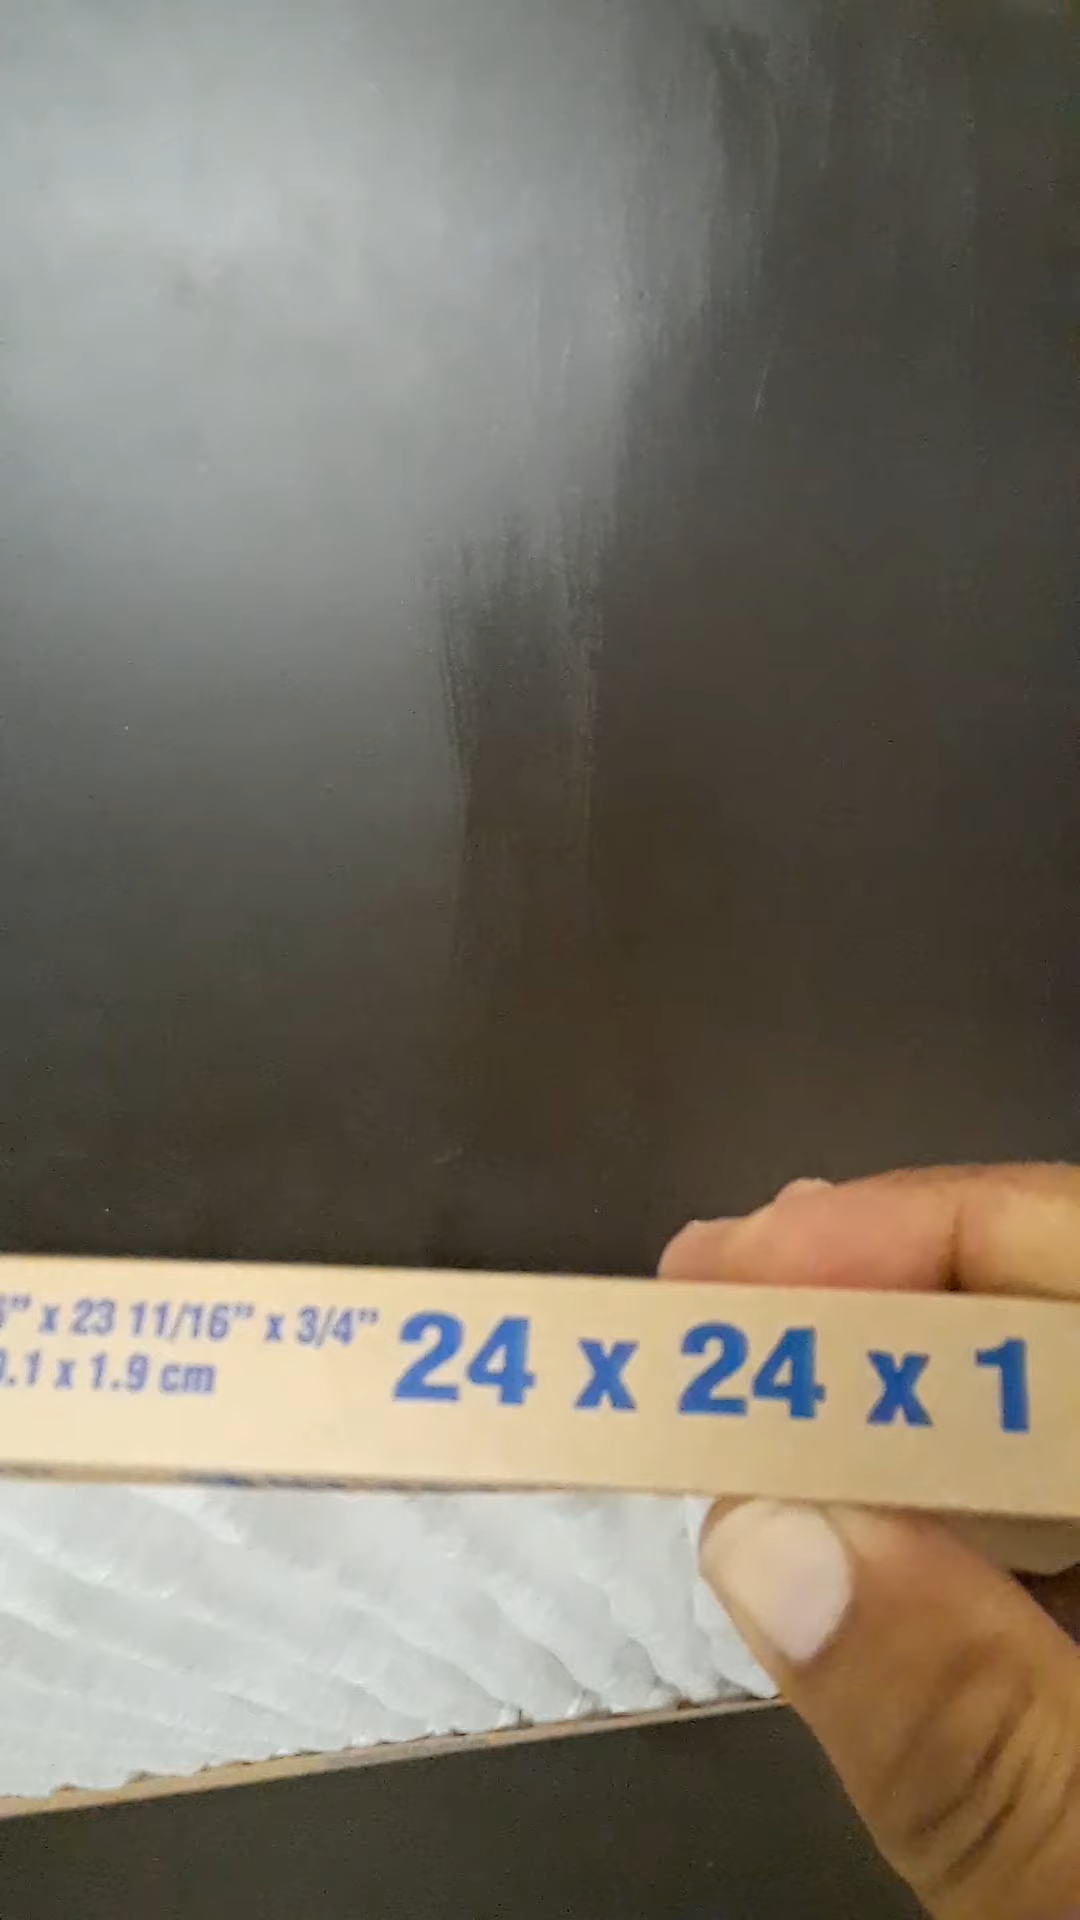 x 23 11/16” x 3/4” 24 x 24 x 1
.1 x 1.9 cm